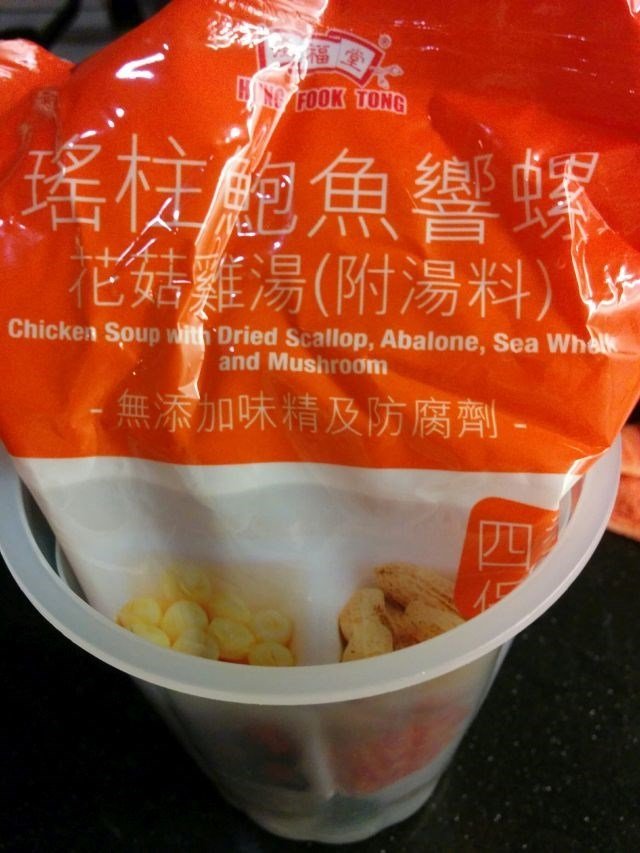 福堂
HUNG FOOK TONG
瑤柱鮑魚響螺
花菇雞湯(附湯料)
Chicken Soup with Dried Scallop, Abalone, Sea Whelk
and Mushroom
- 無添加味精及防腐劑 -
四